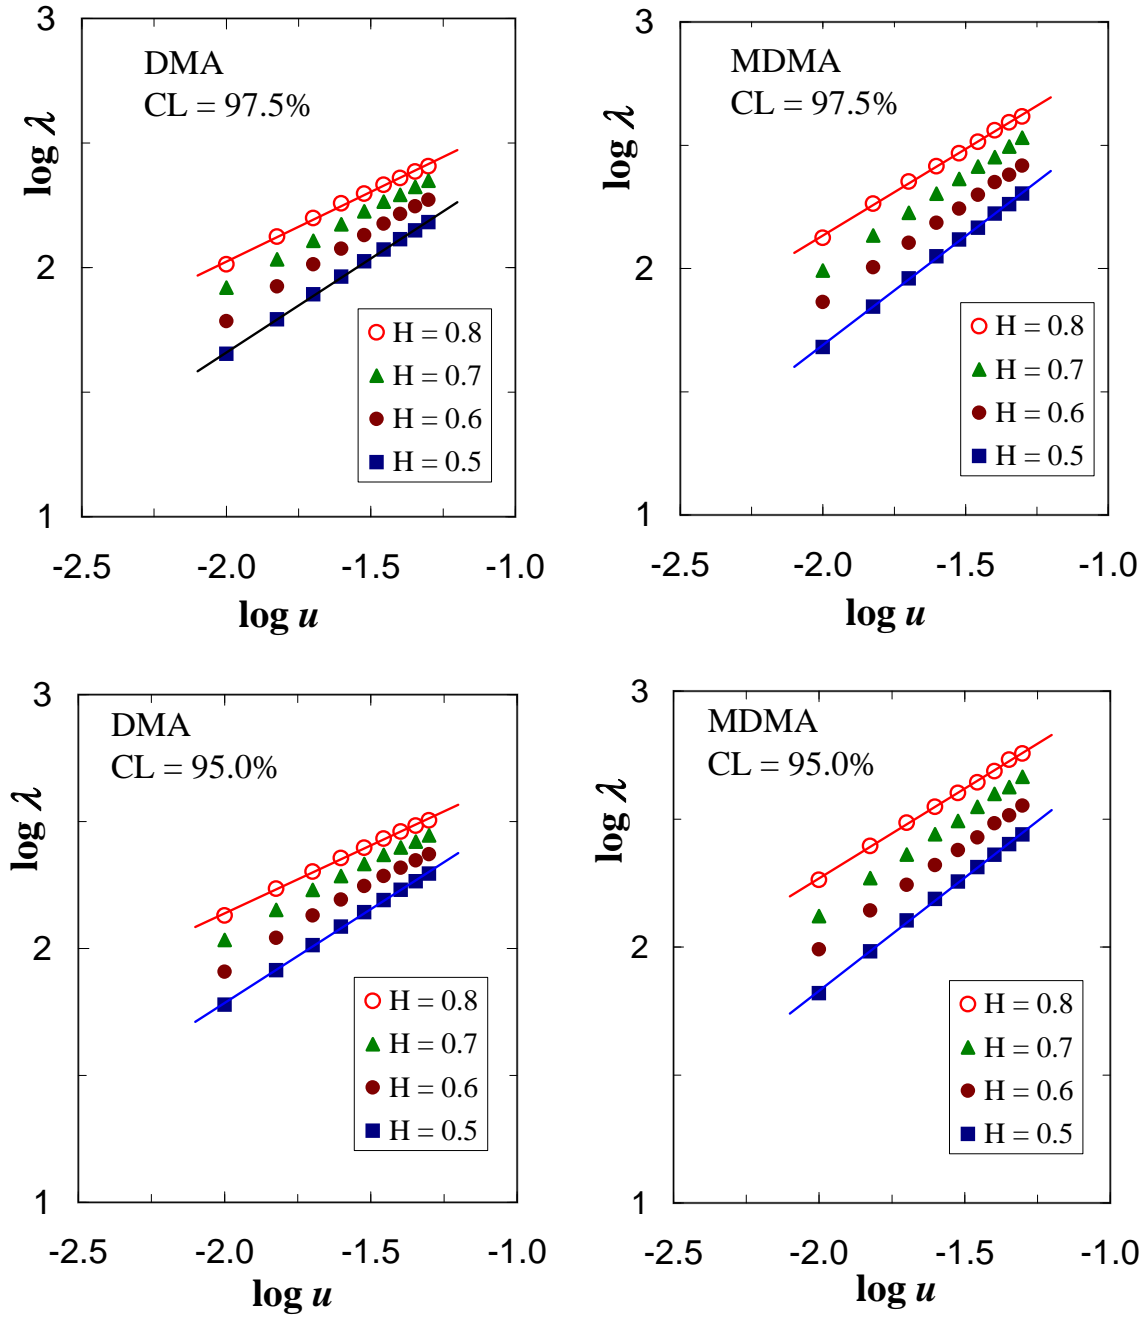 3
DMA
CL = 97.5%
log λ
2
H = 0.8
H = 0.7
H = 0.6
H = 0.5
1
-2.5
-2.0
-1.5
-1.0
log u
3
MDMA
CL = 97.5%
log λ
2
H = 0.8
H = 0.7
H = 0.6
H = 0.5
1
-2.5
-2.0
-1.5
-1.0
log u
3
DMA
CL = 95.0%
log λ
2
H = 0.8
H = 0.7
H = 0.6
H = 0.5
1
-2.5
-2.0
-1.5
-1.0
log u
3
MDMA
CL = 95.0%
log λ
2
H = 0.8
H = 0.7
H = 0.6
H = 0.5
1
-2.5
-2.0
-1.5
-1.0
log u